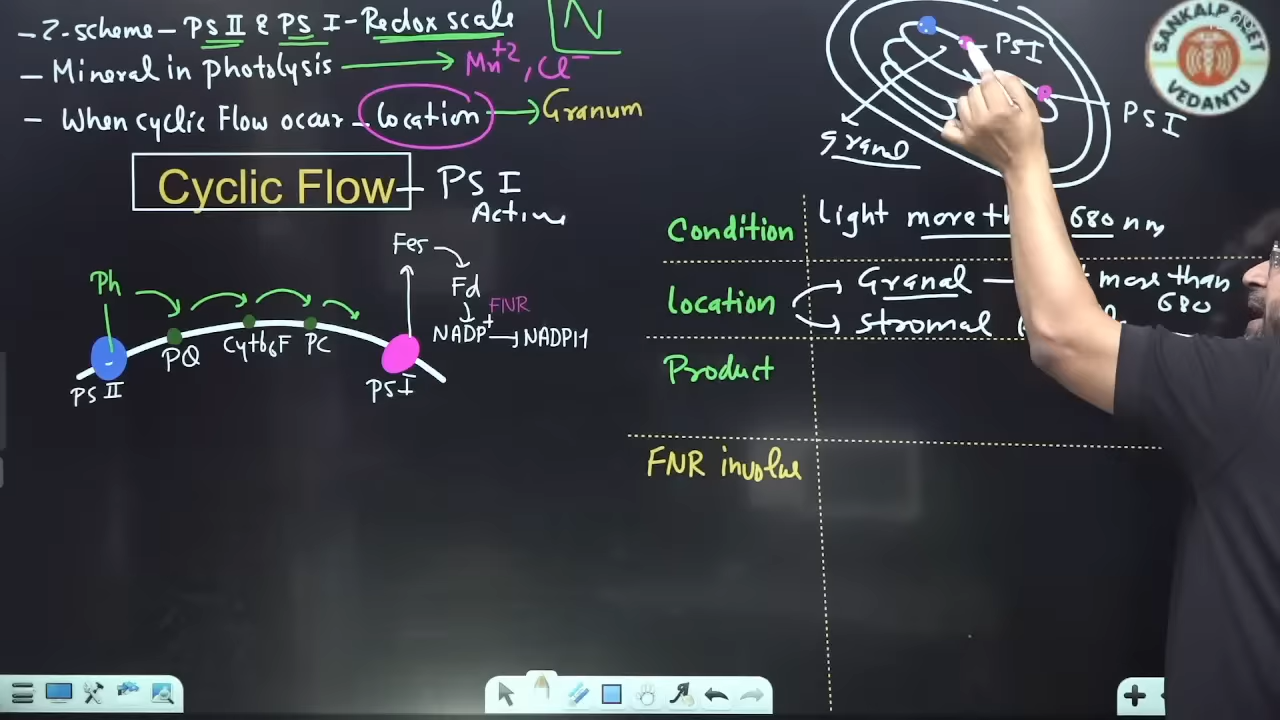 - Z-scheme - PS II & PS I - Redox scale
- Mineral in photolysis → Mn+2, Cl-
- When cyclic Flow occur - location → Granum
Cyclic Flow - PS I
Active
Ph
PS II
PQ
Cytb6F
PC
PS I
Fes
Fd
FNR
NADP+ → NADPH
PS I
PS I
Granal
SANKALP NEET
VEDANTU
Condition
light more th 680 nm
location
Granal - more than 680
stromal
Product
FNR involve